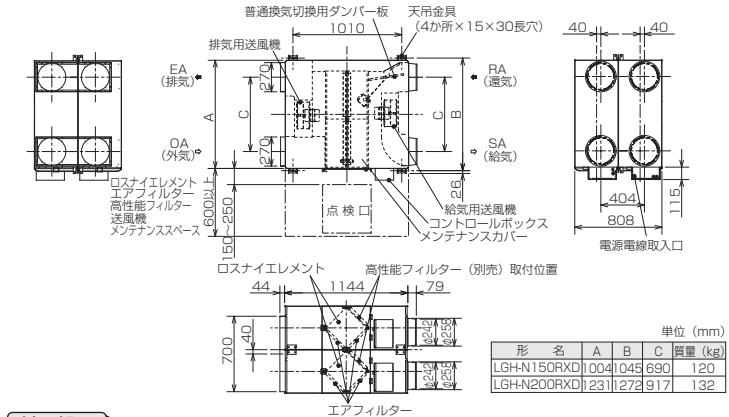 普通換気切換用ダンパー板
天吊金具
(4か所×15×30長穴)
1010
排気用送風機
40
40
EA
(排気)
RA
(還気)
270
A
C
C
B
OA
(外気)
SA
(給気)
270
26
ロスナイエレメント
エアフィルター
高性能フィルター
送風機
メンテナンススペース
600以上
150~250
点検口
給気用送風機
コントロールボックス
メンテナンスカバー
404
808
115
電源電線取入口
ロスナイエレメント
高性能フィルター(別売)取付位置
44
1144
79
700
40
φ242
φ258
φ242
φ258
エアフィルター
単位(mm)
形 名 A B C 質量(kg)
LGH-N150RXD 1004 1045 690 120
LGH-N200RXD 1231 1272 917 132